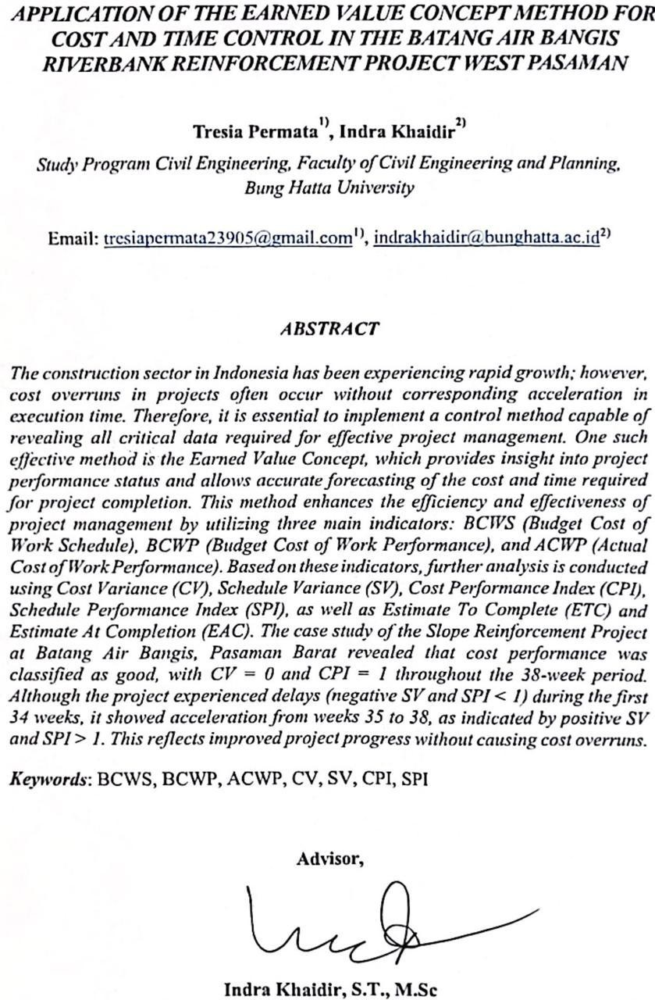 APPLICATION OF THE EARNED VALUE CONCEPT METHOD FOR
COST AND TIME CONTROL IN THE BATANG AIR BANGIS
RIVERBANK REINFORCEMENT PROJECT WEST PASAMAN
Tresia Permata1), Indra Khaidir2)
Study Program Civil Engineering, Faculty of Civil Engineering and Planning,
Bung Hatta University
Email: tresiapermata23905@gmail.com1), indrakhaidir@bunghatta.ac.id2)
ABSTRACT
The construction sector in Indonesia has been experiencing rapid growth; however,
cost overruns in projects often occur without corresponding acceleration in
execution time. Therefore, it is essential to implement a control method capable of
revealing all critical data required for effective project management. One such
effective method is the Earned Value Concept, which provides insight into project
performance status and allows accurate forecasting of the cost and time required
for project completion. This method enhances the efficiency and effectiveness of
project management by utilizing three main indicators: BCWS (Budget Cost of
Work Schedule), BCWP (Budget Cost of Work Performance), and ACWP (Actual
Cost of Work Performance). Based on these indicators, further analysis is conducted
using Cost Variance (CV), Schedule Variance (SV), Cost Performance Index (CPI),
Schedule Performance Index (SPI), as well as Estimate To Complete (ETC) and
Estimate At Completion (EAC). The case study of the Slope Reinforcement Project
at Batang Air Bangis, Pasaman Barat revealed that cost performance was
classified as good, with CV = 0 and CPI = 1 throughout the 38-week period.
Although the project experienced delays (negative SV and SPI < 1) during the first
34 weeks, it showed acceleration from weeks 35 to 38, as indicated by positive SV
and SPI > 1. This reflects improved project progress without causing cost overruns.
Keywords: BCWS, BCWP, ACWP, CV, SV, CPI, SPI
Advisor,
Indra Khaidir, S.T., M.Sc